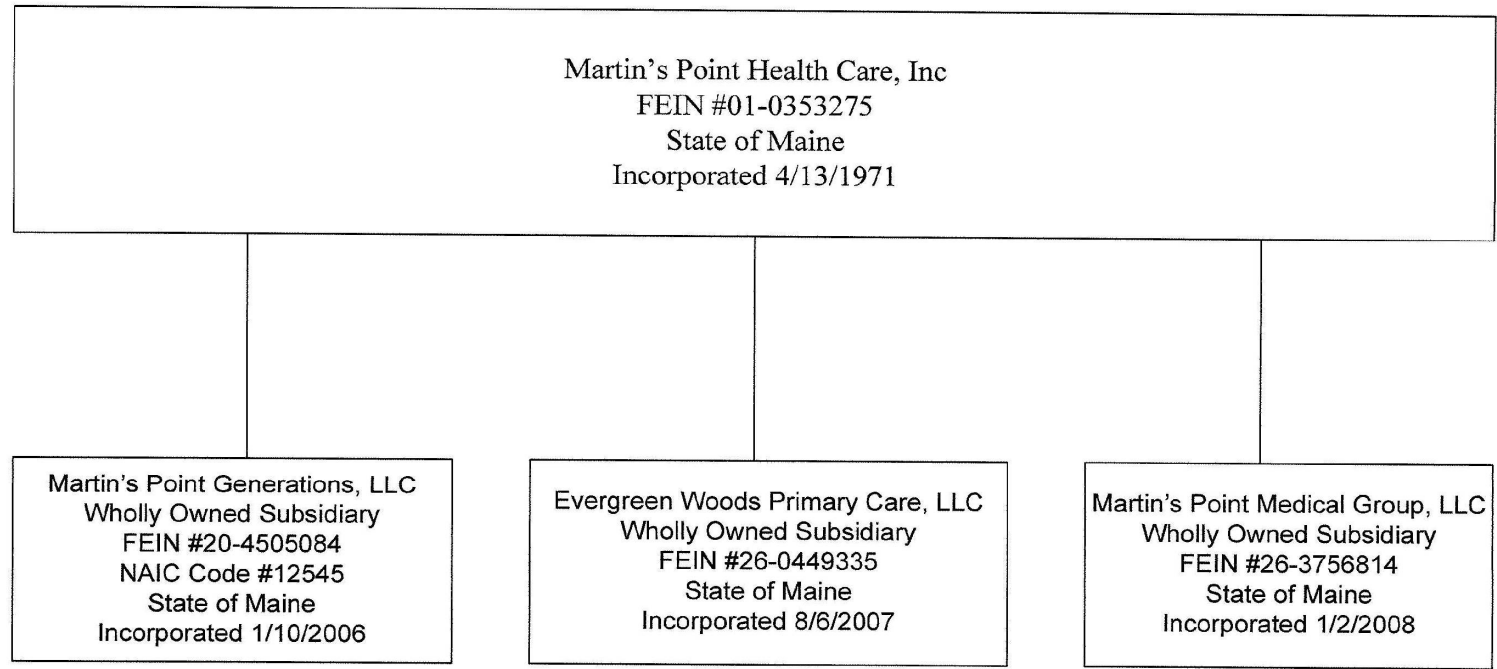 Martin's Point Health Care, Inc
FEIN #01-0353275
State of Maine
Incorporated 4/13/1971
Martin's Point Generations, LLC
Wholly Owned Subsidiary
FEIN #20-4505084
NAIC Code #12545
State of Maine
Incorporated 1/10/2006
Evergreen Woods Primary Care, LLC
Wholly Owned Subsidiary
FEIN #26-0449335
State of Maine
Incorporated 8/6/2007
Martin's Point Medical Group, LLC
Wholly Owned Subsidiary
FEIN #26-3756814
State of Maine
Incorporated 1/2/2008